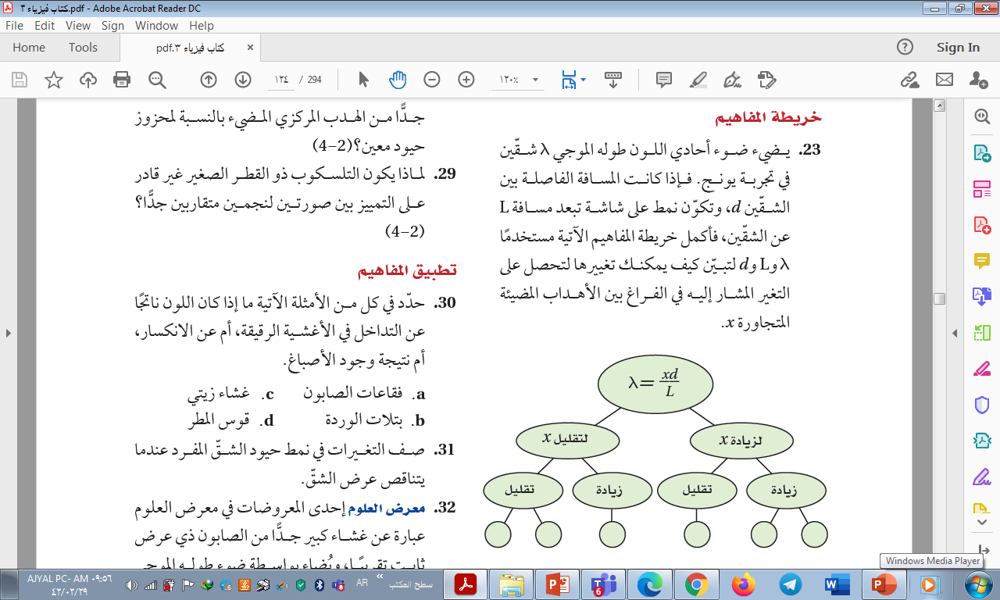 كتاب فيزياء ٣.pdf - Adobe Acrobat Reader DC
File Edit View Sign Window Help
Home Tools كتاب فيزياء ٣.pdf × ? Sign In
١٢٤ / 294 ١٢٠٪
خريطة المفاهيم
23. يضيء ضوء أحادي اللون طوله الموجي λ شقّين
في تجربة يونج. فإذا كانت المسافة الفاصلة بين
الشقّين d، وتكوّن نمط على شاشة تبعد مسافة L
عن الشقّين، فأكمل خريطة المفاهيم الآتية مستخدمًا
λ وL وd لتبيّن كيف يمكنك تغييرها لتحصل على
التغير المشار إليه في الفراغ بين الأهداب المضيئة
المتجاورة x.
λ = xd/L
لزيادة x لتقليل x
زيادة تقليل زيادة تقليل
جدًّا من الهدب المركزي المضيء بالنسبة لمحزوز
حيود معين؟ (2–4)
29. لماذا يكون التلسكوب ذو القطر الصغير غير قادر
على التمييز بين صورتين لنجمين متقاربين جدًّا؟
(2–4)
تطبيق المفاهيم
30. حدّد في كل من الأمثلة الآتية ما إذا كان اللون ناتجًا
عن التداخل في الأغشية الرقيقة، أم عن الانكسار،
أم نتيجة وجود الأصباغ.
a. فقاعات الصابون c. غشاء زيتي
b. بتلات الوردة d. قوس المطر
31. صف التغيرات في نمط حيود الشقّ المفرد عندما
يتناقص عرض الشقّ.
32. معرض العلوم إحدى المعروضات في معرض العلوم
عبارة عن غشاء كبير جدًّا من الصابون ذي عرض
ثابت تقريبًا، ويُضاء بواسطة ضوء طوله الموجي
Windows Media Player
AJYAL PC- AM ٠٩:٥٦
٤٢/٠٢/٢٩
AR
سطح المكتب